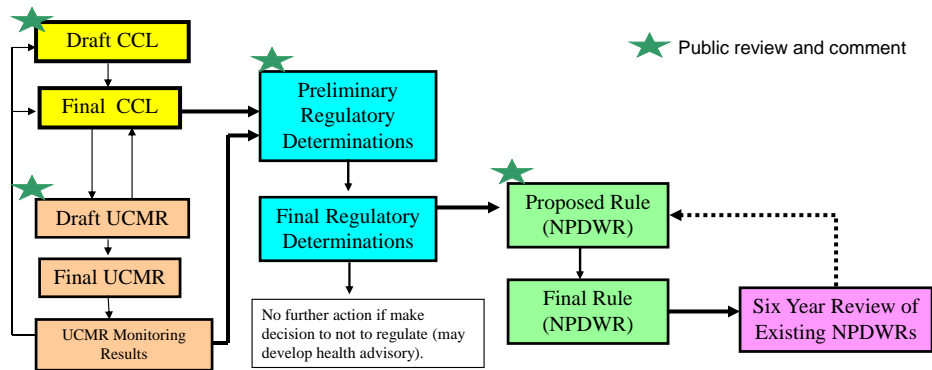 Draft CCL
Final CCL
Draft UCMR
Final UCMR
UCMR Monitoring
Results
Preliminary
Regulatory
Determinations
Final Regulatory
Determinations
No further action if make
decision to not to regulate (may
develop health advisory).
Public review and comment
Proposed Rule
(NPDWR)
Final Rule
(NPDWR)
Six Year Review of
Existing NPDWRs